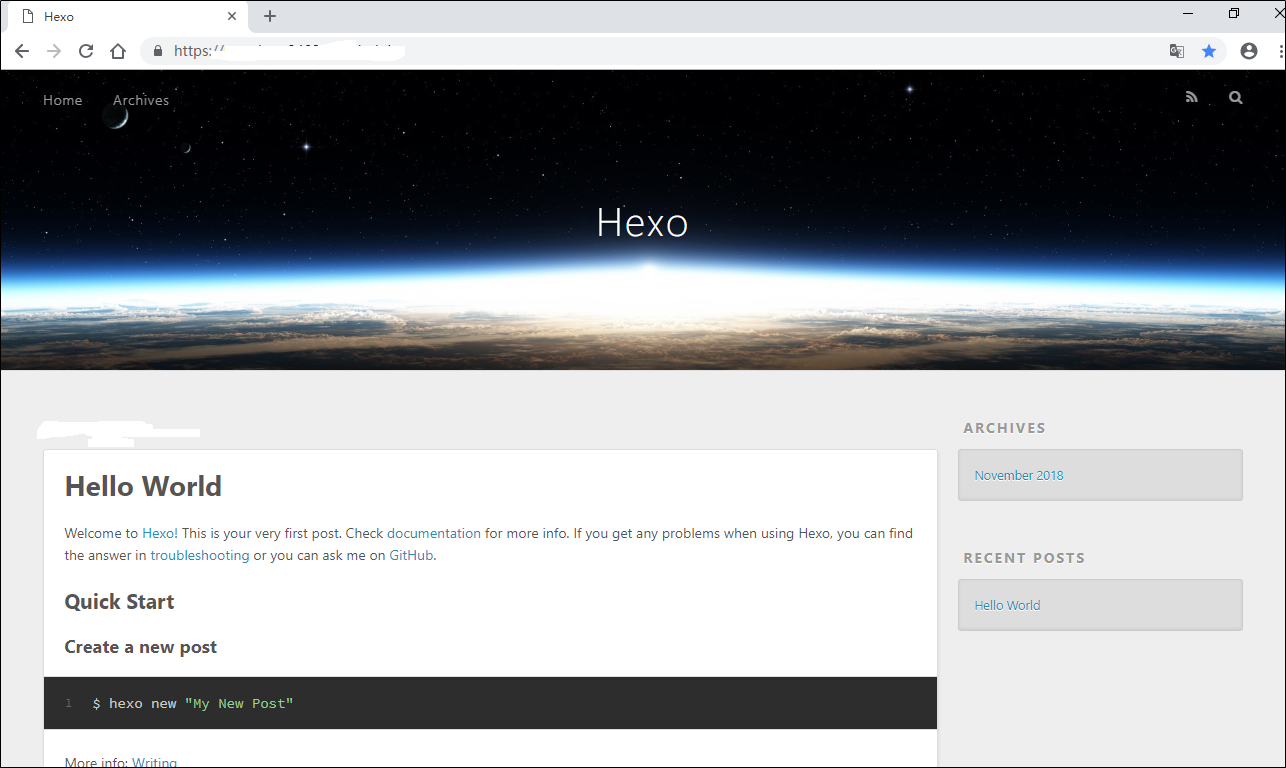 Hexo
https://
Home
Archives
Hexo
Hello World
Welcome to Hexo! This is your very first post. Check documentation for more info. If you get any problems when using Hexo, you can find
the answer in troubleshooting or you can ask me on GitHub.
Quick Start
Create a new post
1 $ hexo new "My New Post"
More info: Writing
ARCHIVES
November 2018
RECENT POSTS
Hello World